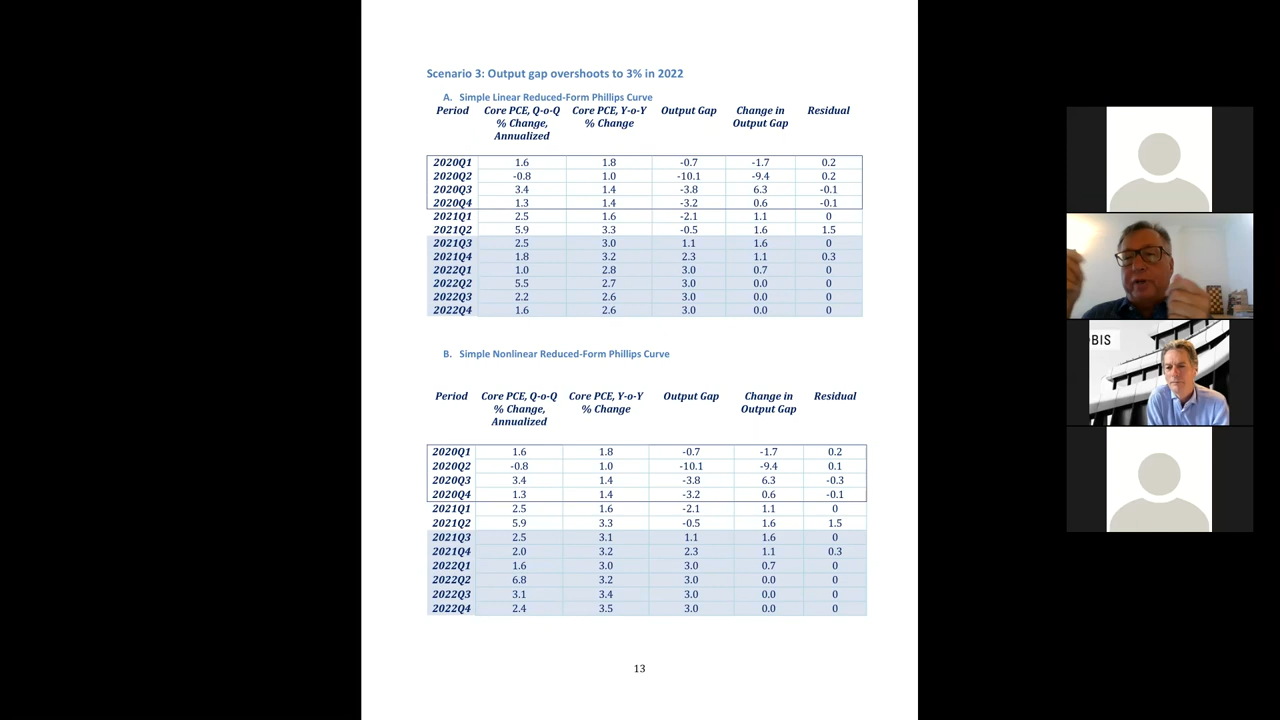 Scenario 3: Output gap overshoots to 3% in 2022
A. Simple Linear Reduced-Form Phillips Curve
Period Core PCE, Q-o-Q Core PCE, Y-o-Y Output Gap Change in Residual
% Change, % Change Output Gap
Annualized
2020Q1 1.6 1.8 -0.7 -1.7 0.2
2020Q2 -0.8 1.0 -10.1 -9.4 0.2
2020Q3 3.4 1.4 -3.8 6.3 -0.1
2020Q4 1.3 1.4 -3.2 0.6 -0.1
2021Q1 2.5 1.6 -2.1 1.1 0
2021Q2 5.9 3.3 -0.5 1.6 1.5
2021Q3 2.5 3.0 1.1 1.6 0
2021Q4 1.8 3.2 2.3 1.1 0.3
2022Q1 1.0 2.8 3.0 0.7 0
2022Q2 5.5 2.7 3.0 0.0 0
2022Q3 2.2 2.6 3.0 0.0 0
2022Q4 1.6 2.6 3.0 0.0 0
B. Simple Nonlinear Reduced-Form Phillips Curve
Period Core PCE, Q-o-Q Core PCE, Y-o-Y Output Gap Change in Residual
% Change, % Change Output Gap
Annualized
2020Q1 1.6 1.8 -0.7 -1.7 0.2
2020Q2 -0.8 1.0 -10.1 -9.4 0.1
2020Q3 3.4 1.4 -3.8 6.3 -0.3
2020Q4 1.3 1.4 -3.2 0.6 -0.1
2021Q1 2.5 1.6 -2.1 1.1 0
2021Q2 5.9 3.3 -0.5 1.6 1.5
2021Q3 2.5 3.1 1.1 1.6 0
2021Q4 2.0 3.2 2.3 1.1 0.3
2022Q1 1.6 3.0 3.0 0.7 0
2022Q2 6.8 3.2 3.0 0.0 0
2022Q3 3.1 3.4 3.0 0.0 0
2022Q4 2.4 3.5 3.0 0.0 0
13
BIS